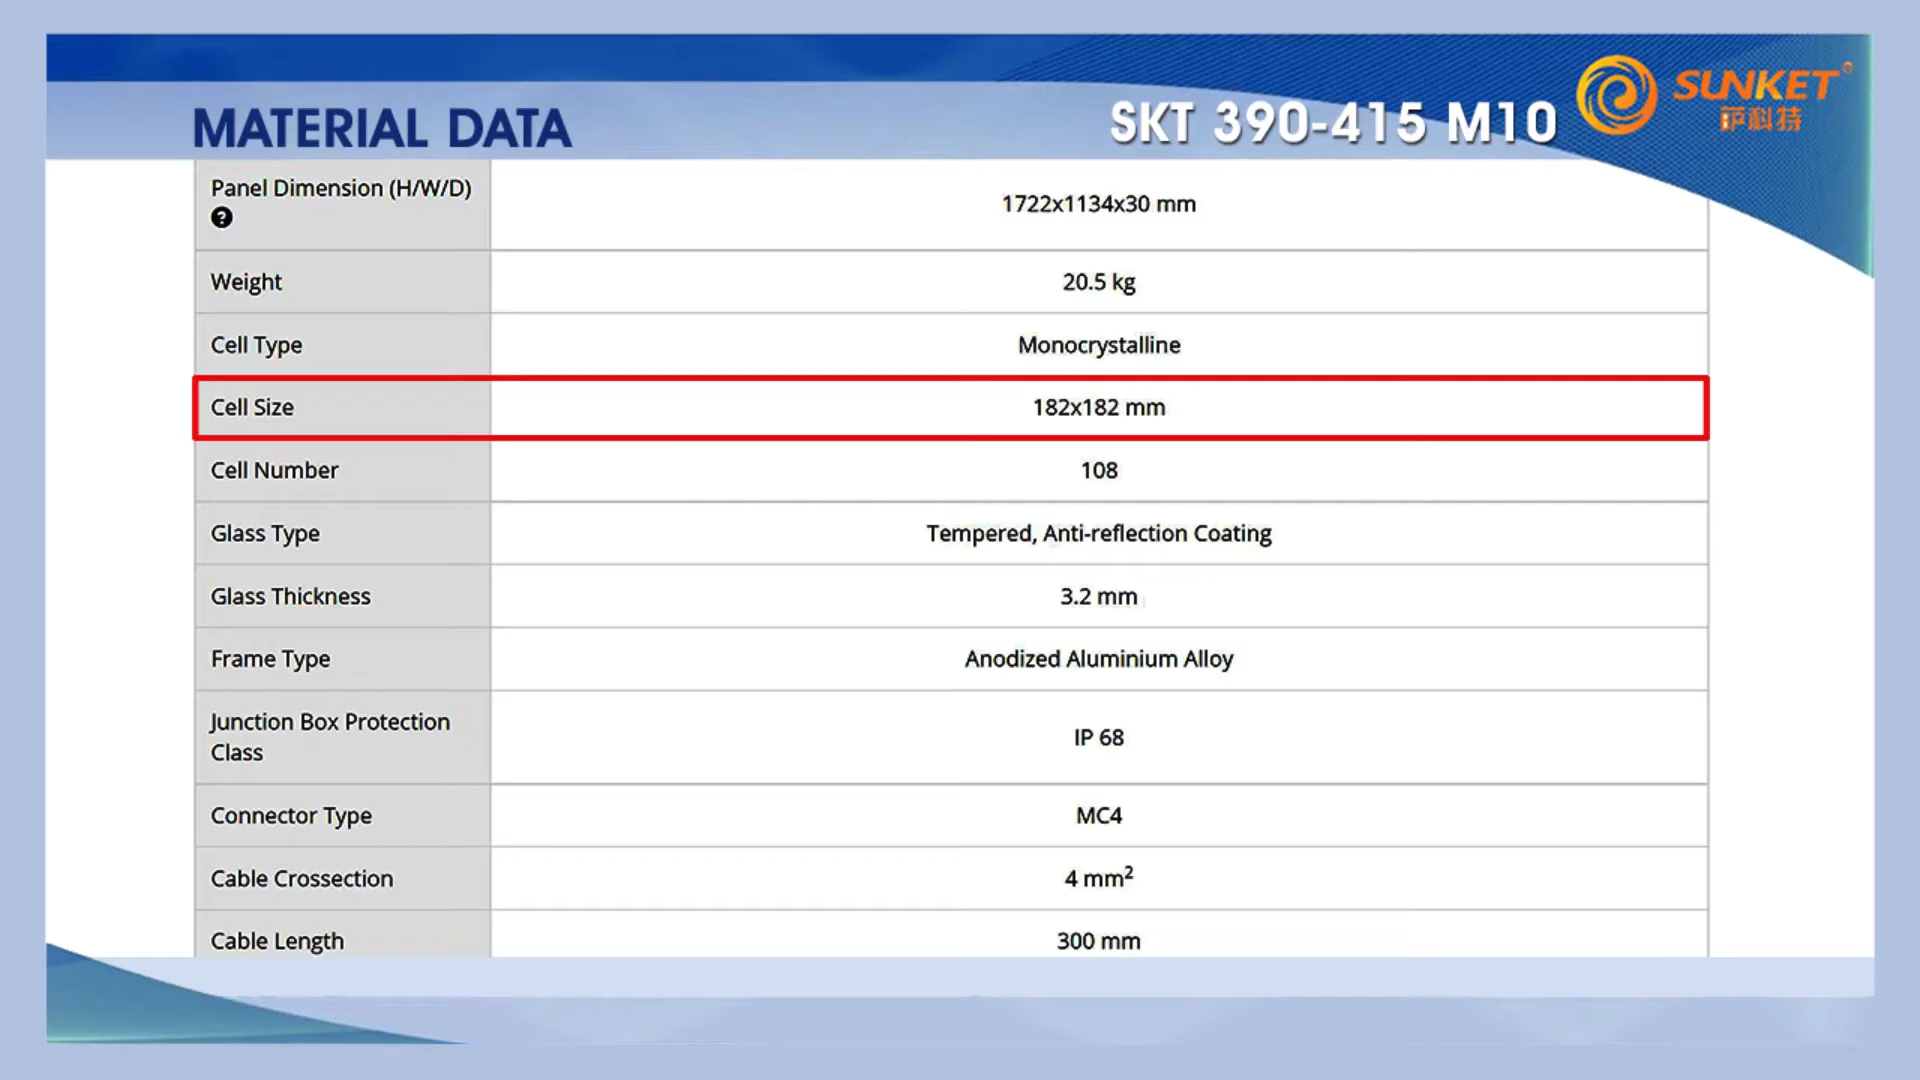 MATERIAL DATA
SKT 390-415 M10
SUNKET
萨科特
Panel Dimension (H/W/D)
?
1722x1134x30 mm
Weight
20.5 kg
Cell Type
Monocrystalline
Cell Size
182x182 mm
Cell Number
108
Glass Type
Tempered, Anti-reflection Coating
Glass Thickness
3.2 mm
Frame Type
Anodized Aluminium Alloy
Junction Box Protection
Class
IP 68
Connector Type
MC4
Cable Crossection
4 mm²
Cable Length
300 mm